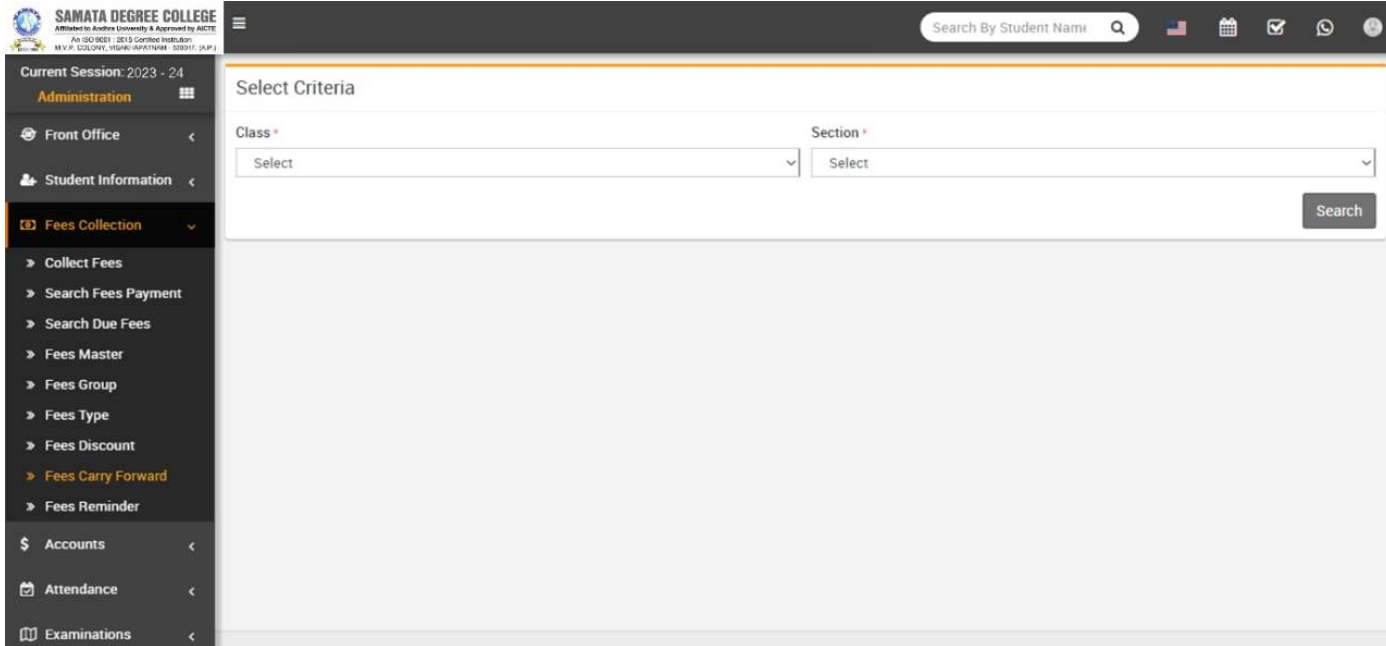 SAMATA DEGREE COLLEGE
Affiliated to Andhra University & Approved by AICTE
An ISO 9001 : 2015 Certified Institution
M.V.P. COLONY, VISAKHAPATNAM - 530017. (A.P.)
Search By Student Name
Current Session: 2023 - 24
Administration
Front Office
Student Information
Fees Collection
Collect Fees
Search Fees Payment
Search Due Fees
Fees Master
Fees Group
Fees Type
Fees Discount
Fees Carry Forward
Fees Reminder
Accounts
Attendance
Examinations
Select Criteria
Class * Section *
Select Select
Search